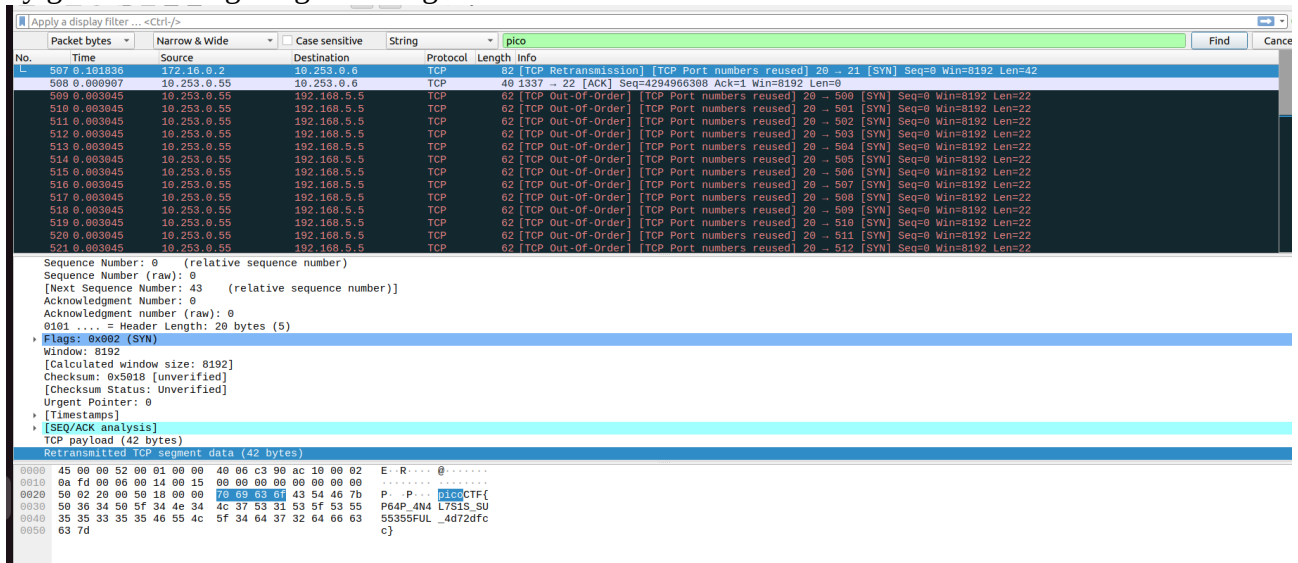 Apply a display filter ... <Ctrl-/>
Packet bytes Narrow & Wide Case sensitive String pico Find Cance
No. Time Source Destination Protocol Length Info
507 0.101836 172.16.0.2 10.253.0.6 TCP 82 [TCP Retransmission] [TCP Port numbers reused] 20 → 21 [SYN] Seq=0 Win=8192 Len=42
508 0.000907 10.253.0.55 10.253.0.6 TCP 40 1337 → 22 [ACK] Seq=4294966308 Ack=1 Win=8192 Len=0
509 0.003045 10.253.0.55 192.168.5.5 TCP 62 [TCP Out-Of-Order] [TCP Port numbers reused] 20 → 500 [SYN] Seq=0 Win=8192 Len=22
510 0.003045 10.253.0.55 192.168.5.5 TCP 62 [TCP Out-Of-Order] [TCP Port numbers reused] 20 → 501 [SYN] Seq=0 Win=8192 Len=22
511 0.003045 10.253.0.55 192.168.5.5 TCP 62 [TCP Out-Of-Order] [TCP Port numbers reused] 20 → 502 [SYN] Seq=0 Win=8192 Len=22
512 0.003045 10.253.0.55 192.168.5.5 TCP 62 [TCP Out-Of-Order] [TCP Port numbers reused] 20 → 503 [SYN] Seq=0 Win=8192 Len=22
513 0.003045 10.253.0.55 192.168.5.5 TCP 62 [TCP Out-Of-Order] [TCP Port numbers reused] 20 → 504 [SYN] Seq=0 Win=8192 Len=22
514 0.003045 10.253.0.55 192.168.5.5 TCP 62 [TCP Out-Of-Order] [TCP Port numbers reused] 20 → 505 [SYN] Seq=0 Win=8192 Len=22
515 0.003045 10.253.0.55 192.168.5.5 TCP 62 [TCP Out-Of-Order] [TCP Port numbers reused] 20 → 506 [SYN] Seq=0 Win=8192 Len=22
516 0.003045 10.253.0.55 192.168.5.5 TCP 62 [TCP Out-Of-Order] [TCP Port numbers reused] 20 → 507 [SYN] Seq=0 Win=8192 Len=22
517 0.003045 10.253.0.55 192.168.5.5 TCP 62 [TCP Out-Of-Order] [TCP Port numbers reused] 20 → 508 [SYN] Seq=0 Win=8192 Len=22
518 0.003045 10.253.0.55 192.168.5.5 TCP 62 [TCP Out-Of-Order] [TCP Port numbers reused] 20 → 509 [SYN] Seq=0 Win=8192 Len=22
519 0.003045 10.253.0.55 192.168.5.5 TCP 62 [TCP Out-Of-Order] [TCP Port numbers reused] 20 → 510 [SYN] Seq=0 Win=8192 Len=22
520 0.003045 10.253.0.55 192.168.5.5 TCP 62 [TCP Out-Of-Order] [TCP Port numbers reused] 20 → 511 [SYN] Seq=0 Win=8192 Len=22
521 0.003045 10.253.0.55 192.168.5.5 TCP 62 [TCP Out-Of-Order] [TCP Port numbers reused] 20 → 512 [SYN] Seq=0 Win=8192 Len=22
Sequence Number: 0 (relative sequence number)
Sequence Number (raw): 0
[Next Sequence Number: 43 (relative sequence number)]
Acknowledgment Number: 0
Acknowledgment number (raw): 0
0101 .... = Header Length: 20 bytes (5)
Flags: 0x002 (SYN)
Window: 8192
[Calculated window size: 8192]
Checksum: 0x5018 [unverified]
[Checksum Status: Unverified]
Urgent Pointer: 0
[Timestamps]
[SEQ/ACK analysis]
TCP payload (42 bytes)
Retransmitted TCP segment data (42 bytes)
0000 45 00 00 52 00 01 00 00 40 06 c3 90 ac 10 00 02 E··R···· @·······
0010 0a fd 00 06 00 14 00 15 00 00 00 00 00 00 00 00 ········ ········
0020 50 02 20 00 50 18 00 00 70 69 63 6f 43 54 46 7b P· ·P··· picoCTF{
0030 50 36 34 50 5f 34 4e 34 4c 37 53 31 53 5f 53 55 P64P_4N4 L7S1S_SU
0040 35 35 33 35 35 46 55 4c 5f 34 64 37 32 64 66 63 55355FUL _4d72dfc
0050 63 7d c}